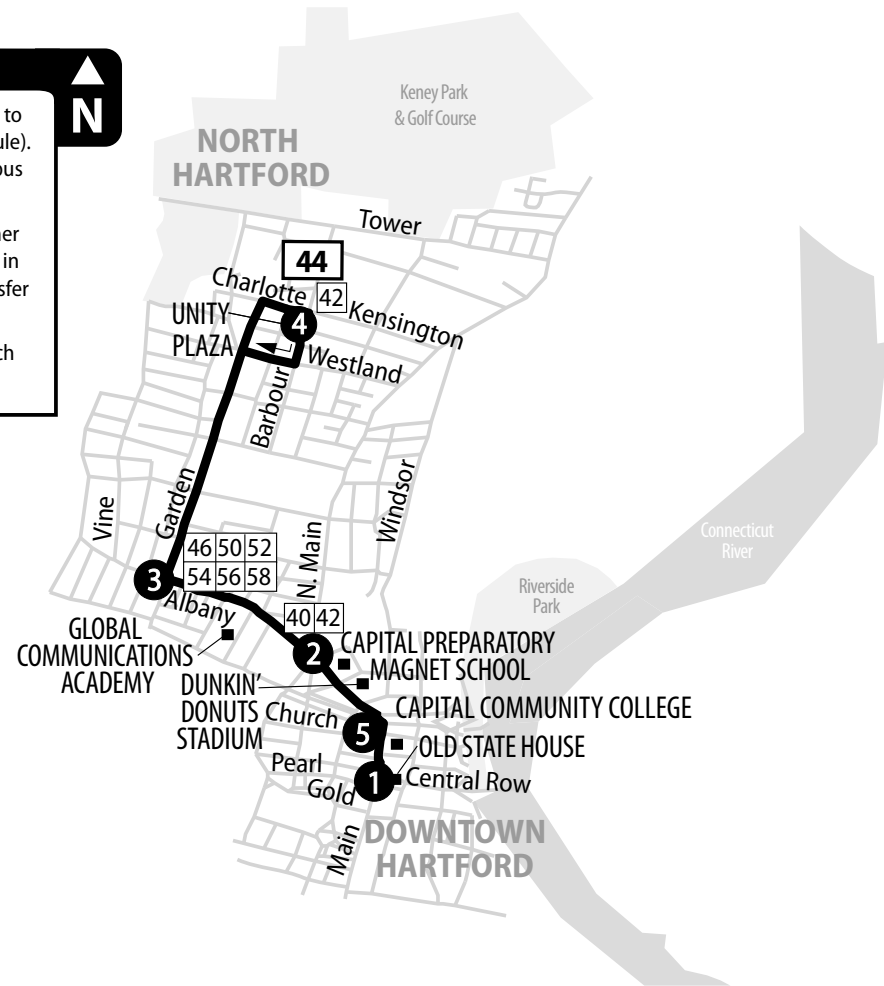 N
to
ule).
ous
ner
in
sfer
ch
Keney Park
& Golf Course
NORTH
HARTFORD
Tower
44
Charlotte
42
Kensington
UNITY
PLAZA
4
Westland
Barbour
Garden
Vine
Windsor
N. Main
46 50 52
54 56 58
3
Albany
40 42
Connecticut
River
Riverside
Park
GLOBAL
COMMUNICATIONS
ACADEMY
2
CAPITAL PREPARATORY
MAGNET SCHOOL
DUNKIN’
DONUTS
STADIUM
Church
CAPITAL COMMUNITY COLLEGE
5
OLD STATE HOUSE
Pearl
Gold
1
Central Row
Main
DOWNTOWN
HARTFORD